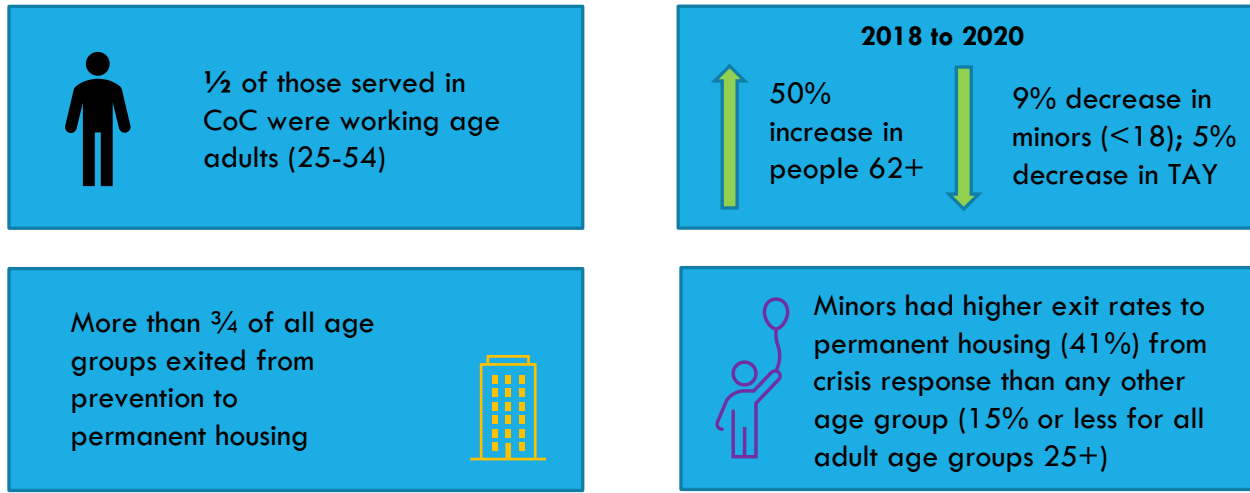 ½ of those served in
CoC were working age
adults (25-54)
2018 to 2020
50%
increase in
people 62+
9% decrease in
minors (<18); 5%
decrease in TAY
More than ¾ of all age
groups exited from
prevention to
permanent housing
Minors had higher exit rates to
permanent housing (41%) from
crisis response than any other
age group (15% or less for all
adult age groups 25+)